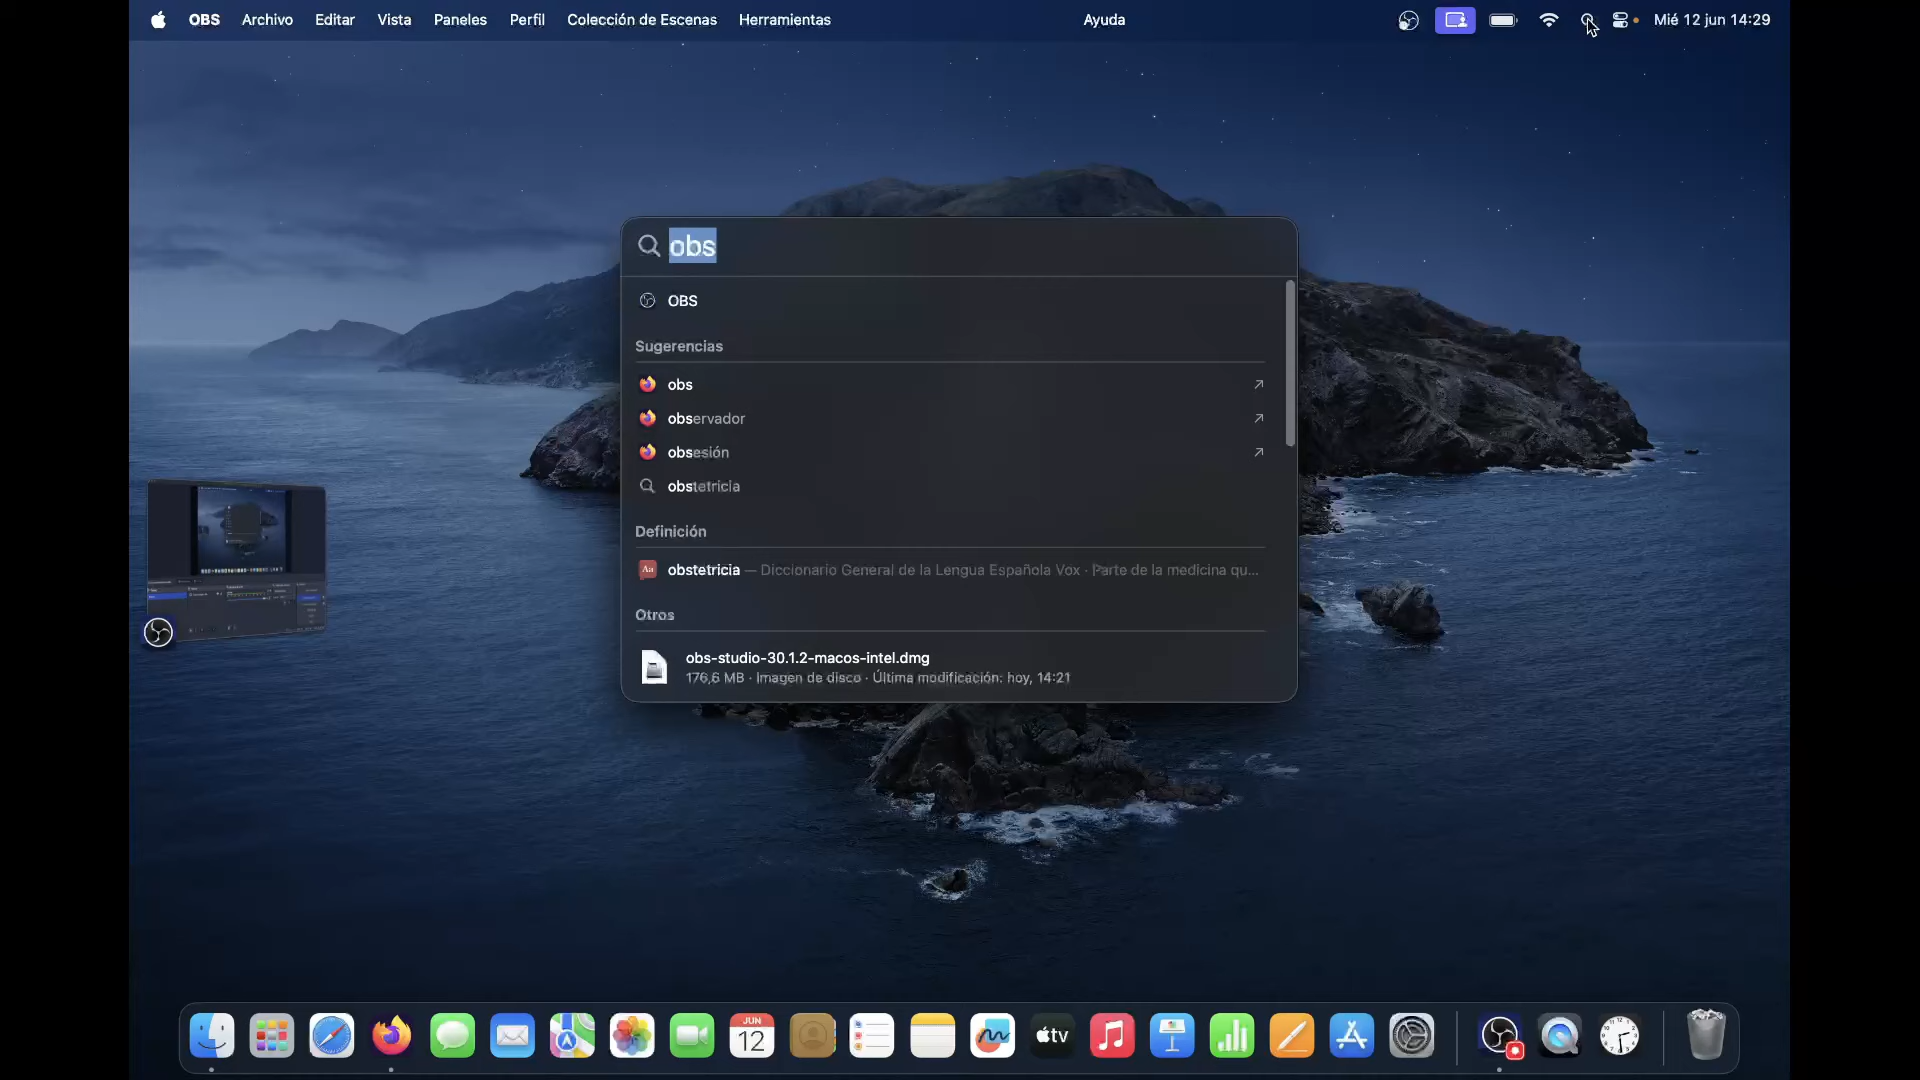 OBS Archivo Editar Vista Paneles Perfil Colección de Escenas Herramientas Ayuda Mié 12 jun 14:29
obs
OBS
Sugerencias
obs
observador
obsesión
obstetricia
Definición
Aa obstetricia — Diccionario General de la Lengua Española Vox · Parte de la medicina qu...
Otros
obs-studio-30.1.2-macos-intel.dmg
176,6 MB · Imagen de disco · Última modificación: hoy, 14:21
JUN
12
tv